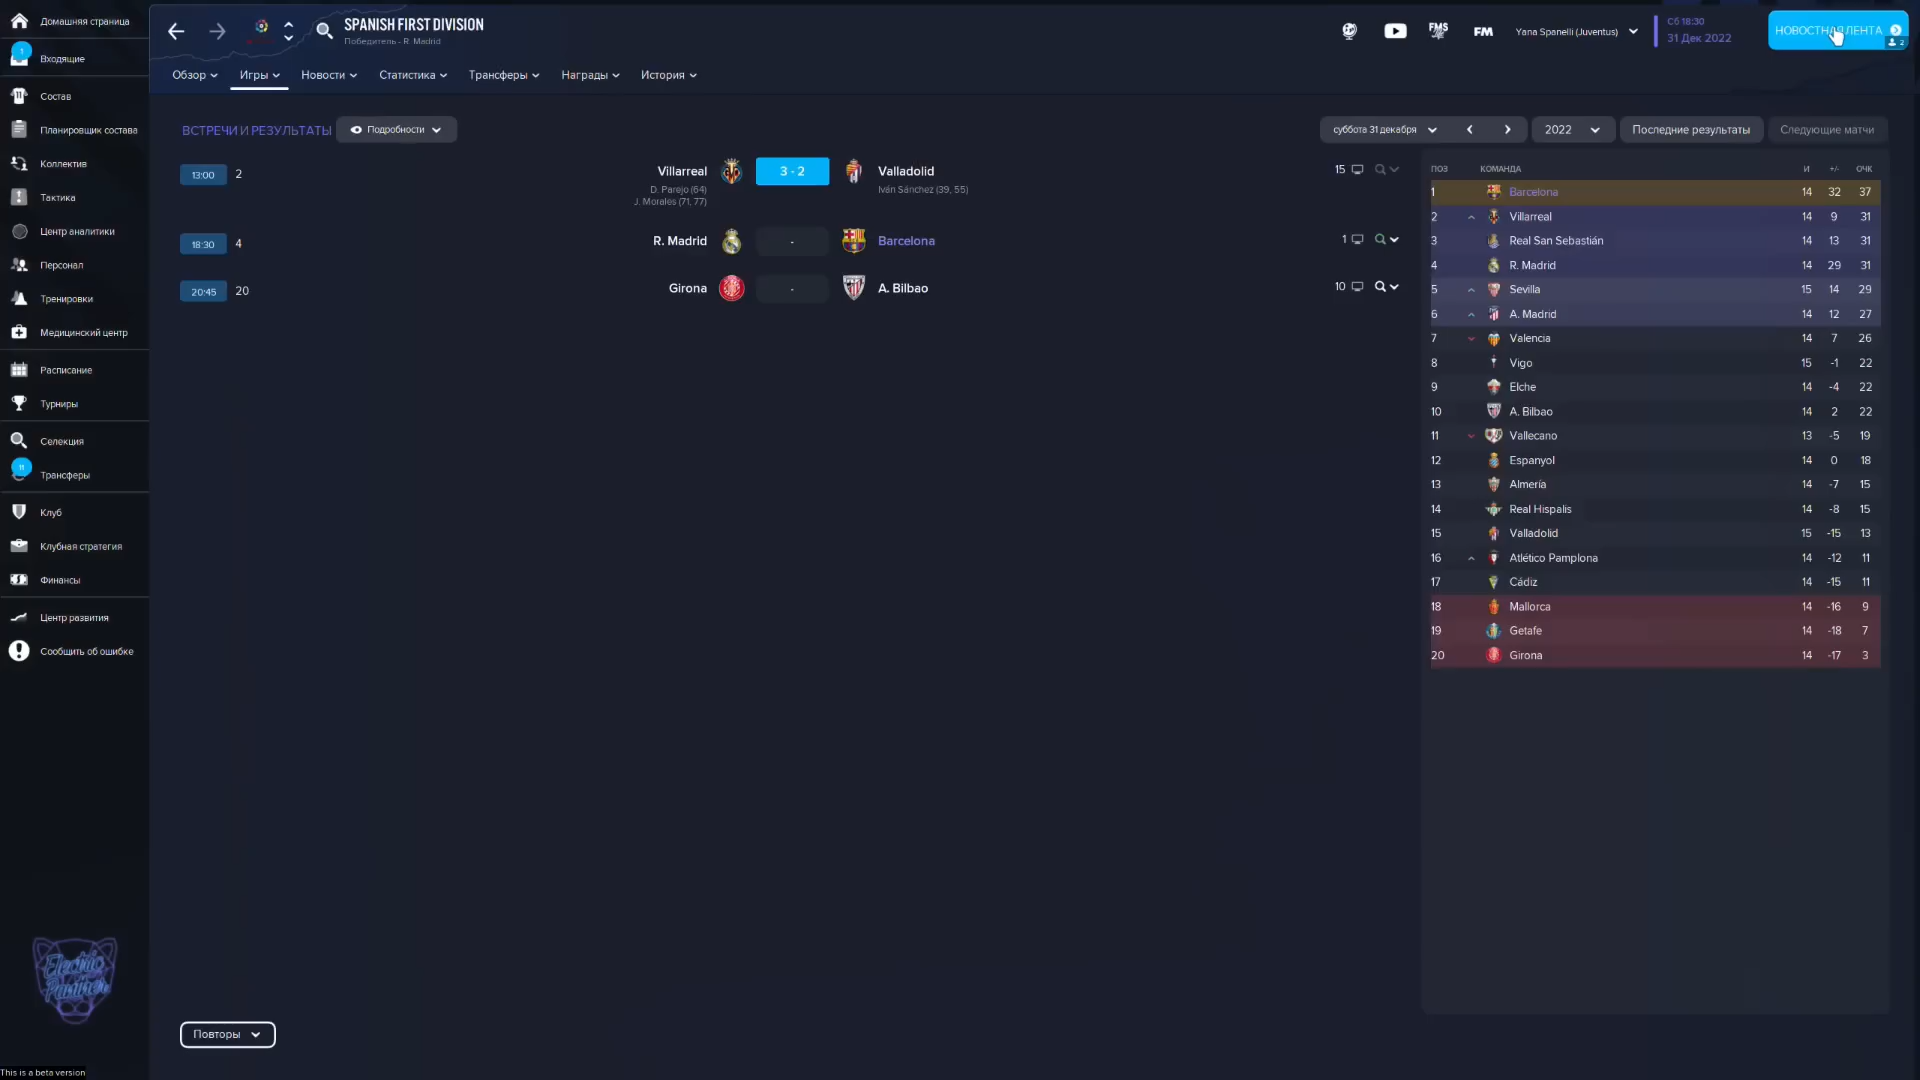 Домашняя страница
1
Входящие
Состав
Планировщик состава
Коллектив
Тактика
Центр аналитики
Персонал
Тренировки
Медицинский центр
Расписание
Турниры
Селекция
11
Трансферы
Клуб
Клубная стратегия
Финансы
Центр развития
Сообщить об ошибке
Electric Panther
This is a beta version
SPANISH FIRST DIVISION
Победитель - R. Madrid
FMS
FM
Yana Spanelli (Juventus)
Сб 18:30
31 Дек 2022
НОВОСТНАЯ ЛЕНТА
2
Обзор Игры Новости Статистика Трансферы Награды История
ВСТРЕЧИ И РЕЗУЛЬТАТЫ Подробности
суббота 31 декабря 2022 Последние результаты Следующие матчи
13:00 2 Villarreal 3 - 2 Valladolid 15
D. Parejo (64) Iván Sánchez (39, 55)
J. Morales (71, 77)
18:30 4 R. Madrid - Barcelona 1
20:45 20 Girona - A. Bilbao 10
ПОЗ КОМАНДА И +/- ОЧК
1 Barcelona 14 32 37
2 Villarreal 14 9 31
3 Real San Sebastián 14 13 31
4 R. Madrid 14 29 31
5 Sevilla 15 14 29
6 A. Madrid 14 12 27
7 Valencia 14 7 26
8 Vigo 15 -1 22
9 Elche 14 -4 22
10 A. Bilbao 14 2 22
11 Vallecano 13 -5 19
12 Espanyol 14 0 18
13 Almería 14 -7 15
14 Real Hispalis 14 -8 15
15 Valladolid 15 -15 13
16 Atlético Pamplona 14 -12 11
17 Cádiz 14 -15 11
18 Mallorca 14 -16 9
19 Getafe 14 -18 7
20 Girona 14 -17 3
Повторы